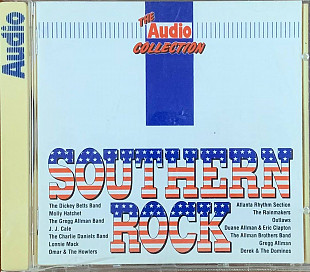 Audio
THE
Audio
COLLECTION
SOUTHERN
ROCK
The Dickey Betts Band
Molly Hatchet
The Gregg Allman Band
J. J. Cale
The Charlie Daniels Band
Lonnie Mack
Omar & The Howlers
Atlanta Rhythm Section
The Rainmakers
Outlaws
Duane Allman & Eric Clapton
The Allman Brothers Band
Gregg Allman
Derek & The Dominos